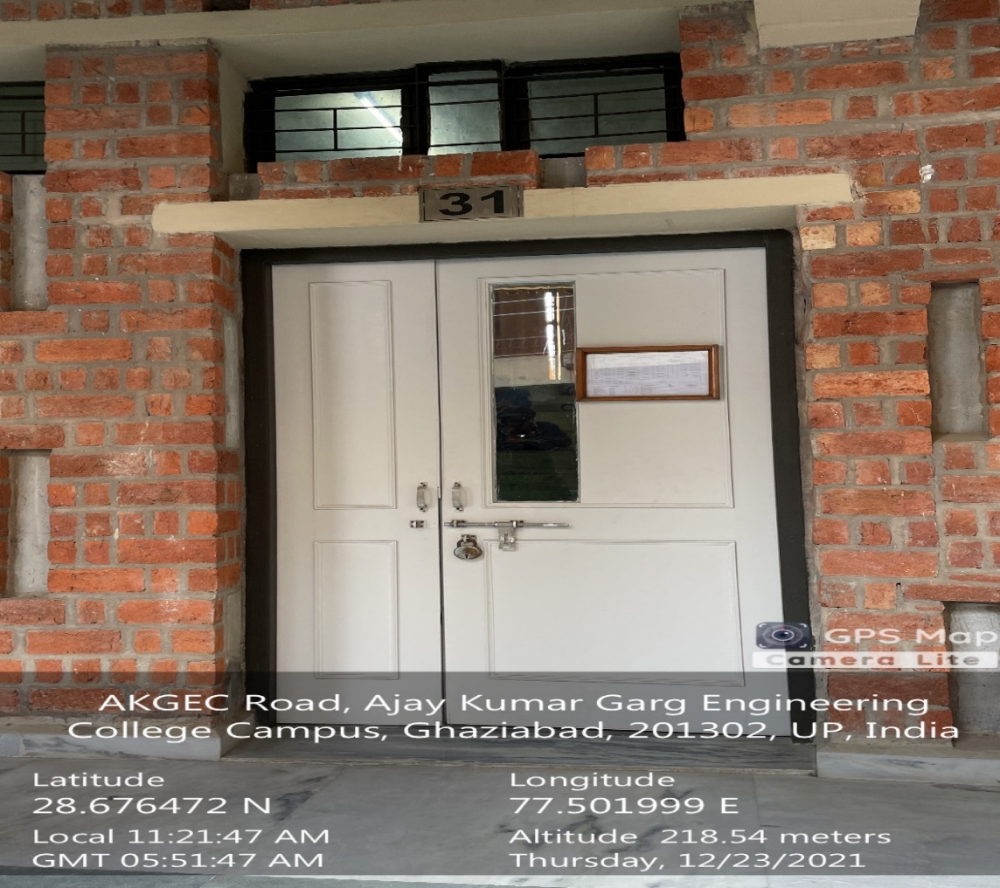 31
GPS Map
Camera Lite
AKGEC Road, Ajay Kumar Garg Engineering
College Campus, Ghaziabad, 201302, UP, India
Latitude
28.676472 N
Longitude
77.501999 E
Local 11:21:47 AM
GMT 05:51:47 AM
Altitude 218.54 meters
Thursday, 12/23/2021